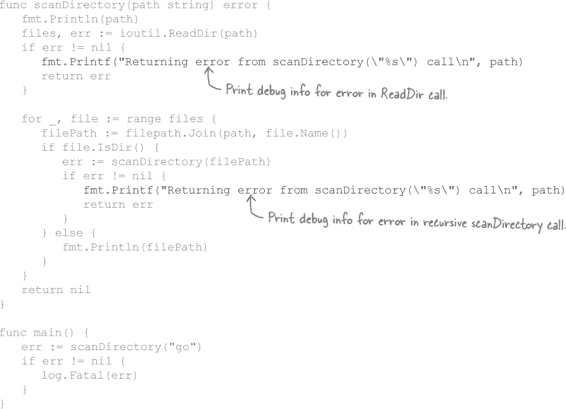 func scanDirectory(path string) error {
    fmt.Println(path)
    files, err := ioutil.ReadDir(path)
    if err != nil {
        fmt.Printf("Returning error from scanDirectory(\"%s\") call\n", path)
        return err
Print debug info for error in ReadDir call.
    }
    for _, file := range files {
        filePath := filepath.Join(path, file.Name())
        if file.IsDir() {
            err := scanDirectory(filePath)
            if err != nil {
                fmt.Printf("Returning error from scanDirectory(\"%s\") call\n", path)
                return err
Print debug info for error in recursive scanDirectory call.
            }
        } else {
            fmt.Println(filePath)
        }
    }
    return nil
}
func main() {
    err := scanDirectory("go")
    if err != nil {
        log.Fatal(err)
    }
}